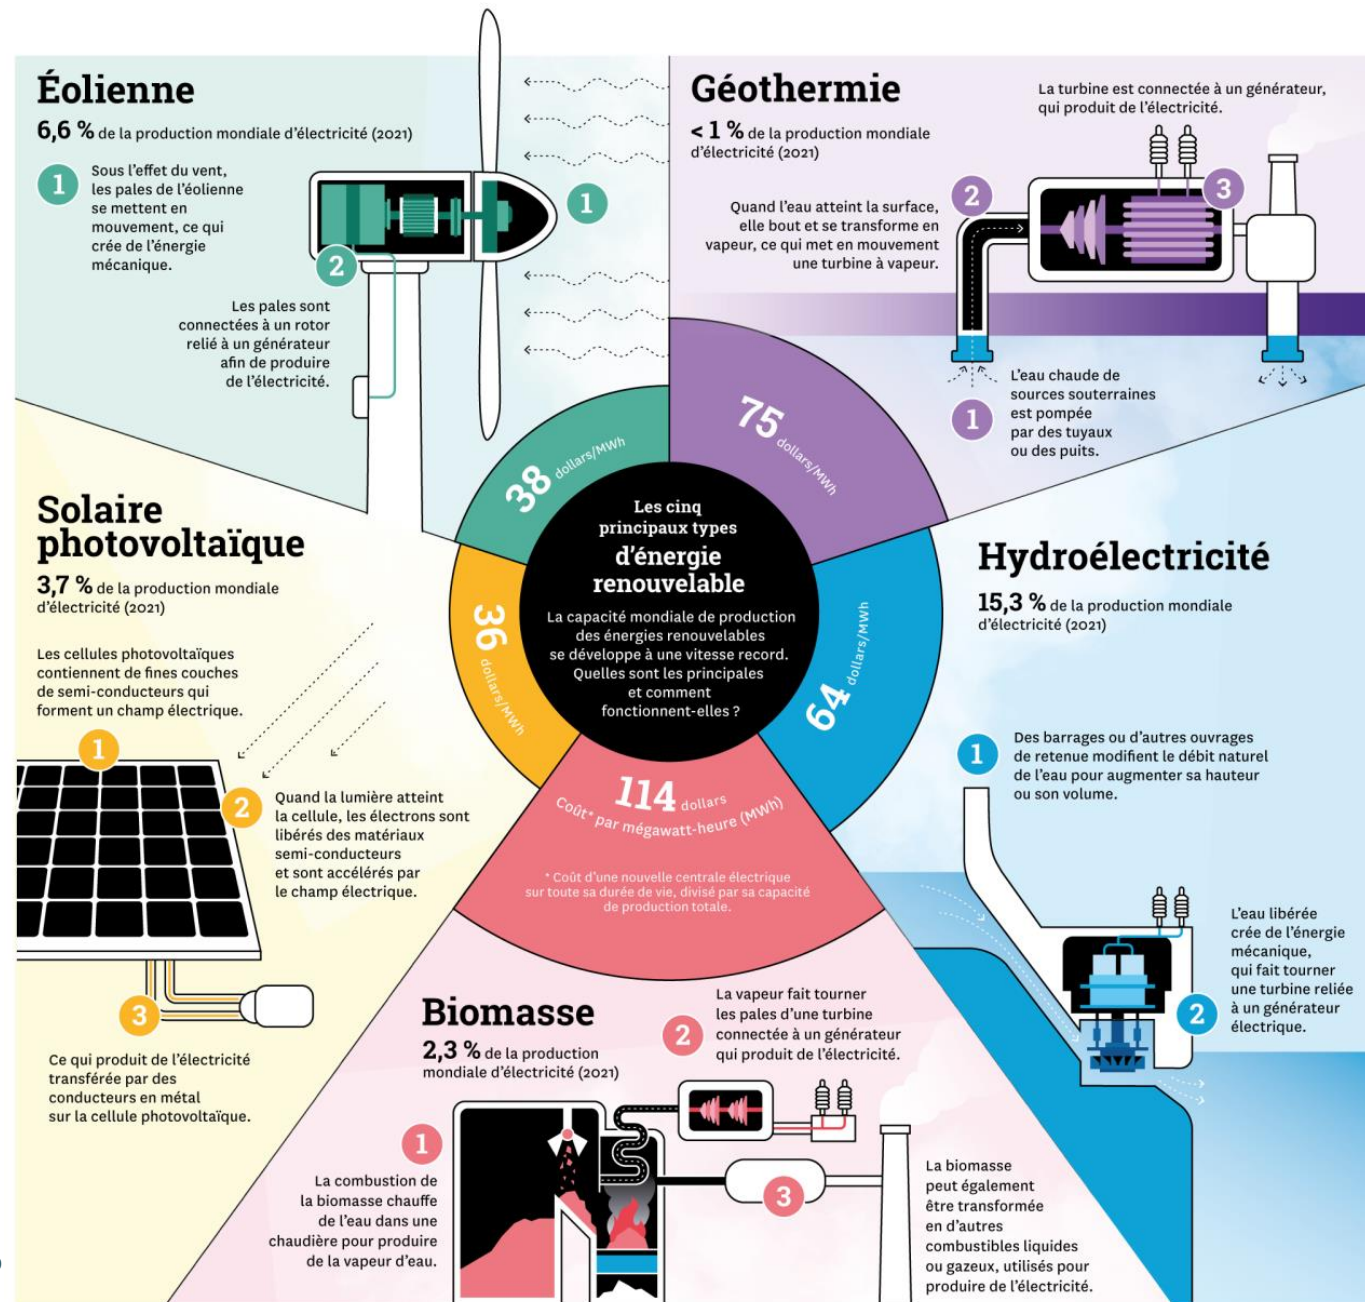 Éolienne
6,6 % de la production mondiale d'électricité (2021)
1
Sous l'effet du vent,
les pales de l'éolienne
se mettent en
mouvement, ce qui
crée de l'énergie
mécanique.
1
2
Les pales sont
connectées à un rotor
relié à un générateur
afin de produire
de l'électricité.
Géothermie
< 1 % de la production mondiale
d'électricité (2021)
La turbine est connectée à un générateur,
qui produit de l'électricité.
3
2
Quand l'eau atteint la surface,
elle bout et se transforme en
vapeur, ce qui met en mouvement
une turbine à vapeur.
1
L'eau chaude de
sources souterraines
est pompée
par des tuyaux
ou des puits.
38 dollars/MWh
75 dollars/MWh
36 dollars/MWh
64 dollars/MWh
Les cinq
principaux types
d'énergie
renouvelable
La capacité mondiale de production
des énergies renouvelables
se développe à une vitesse record.
Quelles sont les principales
et comment
fonctionnent-elles ?
114 dollars
Coût* par mégawatt-heure (MWh)
* Coût d'une nouvelle centrale électrique
sur toute sa durée de vie, divisé par sa capacité
de production totale.
Solaire
photovoltaïque
3,7 % de la production mondiale
d'électricité (2021)
Les cellules photovoltaïques
contiennent de fines couches
de semi-conducteurs qui
forment un champ électrique.
1
2
Quand la lumière atteint
la cellule, les électrons sont
libérés des matériaux
semi-conducteurs
et sont accélérés par
le champ électrique.
3
Ce qui produit de l'électricité
transférée par des
conducteurs en métal
sur la cellule photovoltaïque.
Hydroélectricité
15,3 % de la production mondiale
d'électricité (2021)
1
Des barrages ou d'autres ouvrages
de retenue modifient le débit naturel
de l'eau pour augmenter sa hauteur
ou son volume.
L'eau libérée
crée de l'énergie
mécanique,
qui fait tourner
une turbine reliée
à un générateur
électrique.
2
Biomasse
2,3 % de la production
mondiale d'électricité (2021)
1
La combustion de
la biomasse chauffe
de l'eau dans une
chaudière pour produire
de la vapeur d'eau.
2
La vapeur fait tourner
les pales d'une turbine
connectée à un générateur
qui produit de l'électricité.
3
La biomasse
peut également
être transformée
en d'autres
combustibles liquides
ou gazeux, utilisés pour
produire de l'électricité.